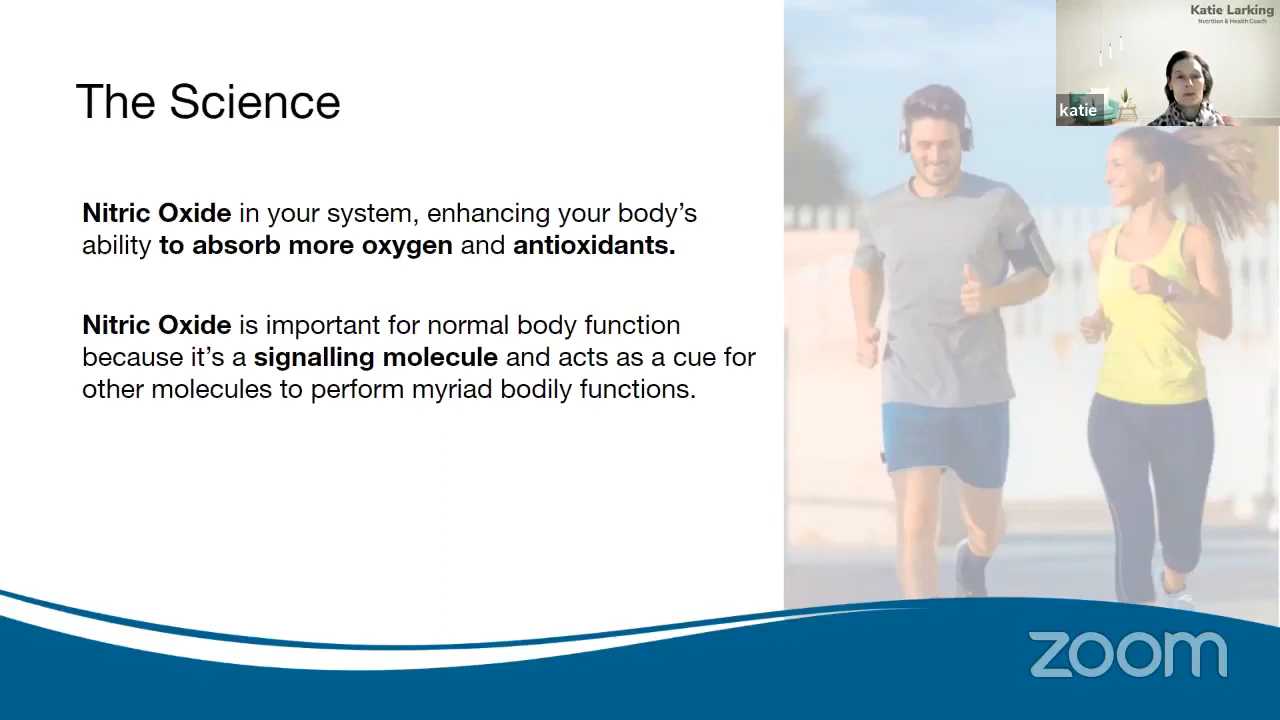 Katie Larking
Nutrition & Health Coach
katie
The Science
Nitric Oxide in your system, enhancing your body’s
ability to absorb more oxygen and antioxidants.
Nitric Oxide is important for normal body function
because it’s a signalling molecule and acts as a cue for
other molecules to perform myriad bodily functions.
zoom